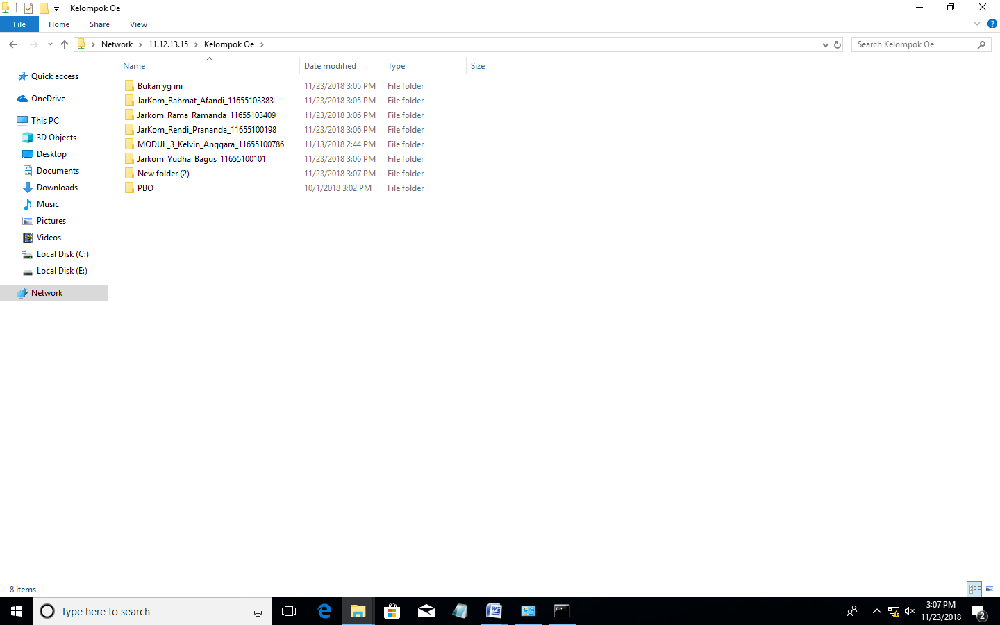 Kelompok Oe
File Home Share View
Network 11.12.13.15 Kelompok Oe Search Kelompok Oe
Name Date modified Type Size
Quick access
OneDrive
This PC
3D Objects
Desktop
Documents
Downloads
Music
Pictures
Videos
Local Disk (C:)
Local Disk (E:)
Network
Bukan yg ini 11/23/2018 3:05 PM File folder
JarKom_Rahmat_Afandi_11655103383 11/23/2018 3:05 PM File folder
Jarkom_Rama_Ramanda_11655103409 11/23/2018 3:06 PM File folder
JarKom_Rendi_Prananda_11655100198 11/23/2018 3:06 PM File folder
MODUL_3_Kelvin_Anggara_11655100786 11/13/2018 2:44 PM File folder
Jarkom_Yudha_Bagus_11655100101 11/23/2018 3:06 PM File folder
New folder (2) 11/23/2018 3:07 PM File folder
PBO 10/1/2018 3:02 PM File folder
8 items
Type here to search
3:07 PM
11/23/2018
2